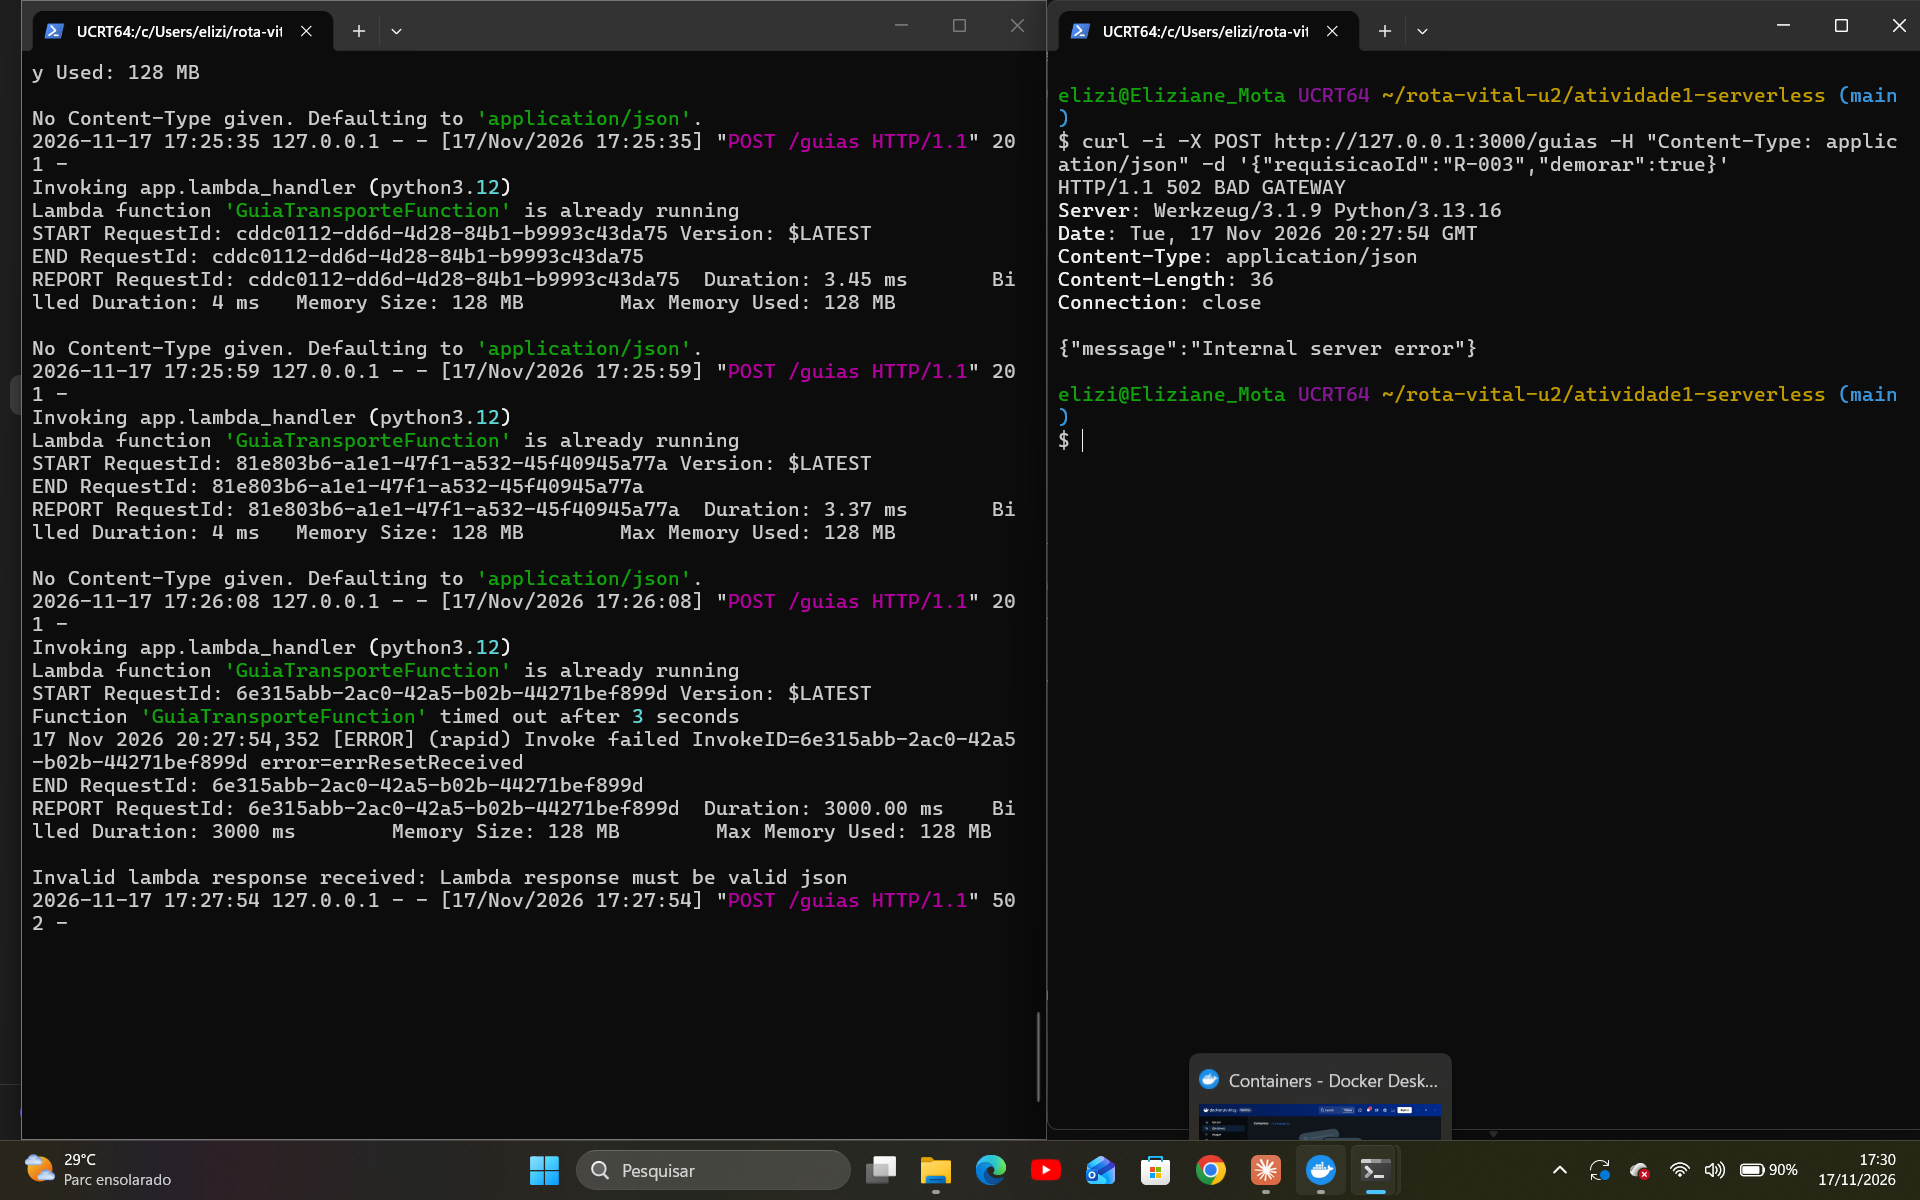 UCRT64:/c/Users/elizi/rota-vit
y Used: 128 MB
No Content-Type given. Defaulting to 'application/json'.
2026-11-17 17:25:35 127.0.0.1 - - [17/Nov/2026 17:25:35] "POST /guias HTTP/1.1" 20
1 -
Invoking app.lambda_handler (python3.12)
Lambda function 'GuiaTransporteFunction' is already running
START RequestId: cddc0112-dd6d-4d28-84b1-b9993c43da75 Version: $LATEST
END RequestId: cddc0112-dd6d-4d28-84b1-b9993c43da75
REPORT RequestId: cddc0112-dd6d-4d28-84b1-b9993c43da75  Duration: 3.45 ms       Bi
lled Duration: 4 ms   Memory Size: 128 MB        Max Memory Used: 128 MB
No Content-Type given. Defaulting to 'application/json'.
2026-11-17 17:25:59 127.0.0.1 - - [17/Nov/2026 17:25:59] "POST /guias HTTP/1.1" 20
1 -
Invoking app.lambda_handler (python3.12)
Lambda function 'GuiaTransporteFunction' is already running
START RequestId: 81e803b6-a1e1-47f1-a532-45f40945a77a Version: $LATEST
END RequestId: 81e803b6-a1e1-47f1-a532-45f40945a77a
REPORT RequestId: 81e803b6-a1e1-47f1-a532-45f40945a77a  Duration: 3.37 ms       Bi
lled Duration: 4 ms   Memory Size: 128 MB        Max Memory Used: 128 MB
No Content-Type given. Defaulting to 'application/json'.
2026-11-17 17:26:08 127.0.0.1 - - [17/Nov/2026 17:26:08] "POST /guias HTTP/1.1" 20
1 -
Invoking app.lambda_handler (python3.12)
Lambda function 'GuiaTransporteFunction' is already running
START RequestId: 6e315abb-2ac0-42a5-b02b-44271bef899d Version: $LATEST
Function 'GuiaTransporteFunction' timed out after 3 seconds
17 Nov 2026 20:27:54,352 [ERROR] (rapid) Invoke failed InvokeID=6e315abb-2ac0-42a5
-b02b-44271bef899d error=errResetReceived
END RequestId: 6e315abb-2ac0-42a5-b02b-44271bef899d
REPORT RequestId: 6e315abb-2ac0-42a5-b02b-44271bef899d  Duration: 3000.00 ms    Bi
lled Duration: 3000 ms        Memory Size: 128 MB        Max Memory Used: 128 MB
Invalid lambda response received: Lambda response must be valid json
2026-11-17 17:27:54 127.0.0.1 - - [17/Nov/2026 17:27:54] "POST /guias HTTP/1.1" 50
2 -
UCRT64:/c/Users/elizi/rota-vit
elizi@Eliziane_Mota UCRT64 ~/rota-vital-u2/atividade1-serverless (main
)
$ curl -i -X POST http://127.0.0.1:3000/guias -H "Content-Type: applic
ation/json" -d '{"requisicaoId":"R-003","demorar":true}'
HTTP/1.1 502 BAD GATEWAY
Server: Werkzeug/3.1.9 Python/3.13.16
Date: Tue, 17 Nov 2026 20:27:54 GMT
Content-Type: application/json
Content-Length: 36
Connection: close
{"message":"Internal server error"}
elizi@Eliziane_Mota UCRT64 ~/rota-vital-u2/atividade1-serverless (main
)
$
Containers - Docker Desk...
29°C
Parc ensolarado
Pesquisar
90%
17:30
17/11/2026